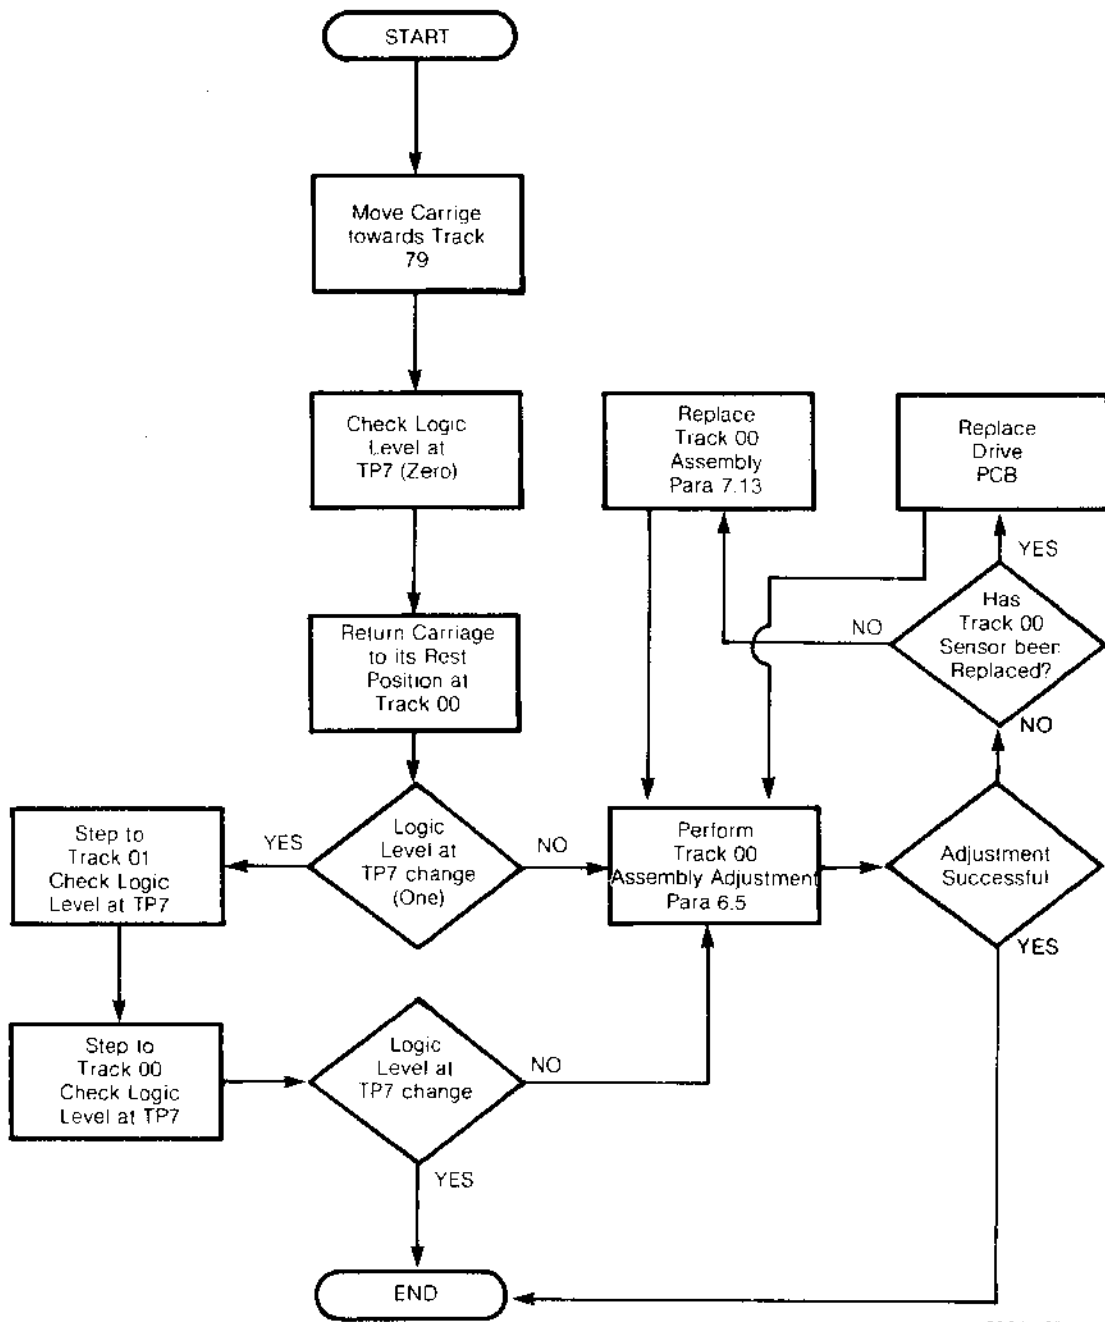 START
Move Carrige
towards Track
79
Check Logic
Level at
TP7 (Zero)
Replace
Track 00
Assembly
Para 7.13
Replace
Drive
PCB
YES
Return Carriage
to its Rest
Position at
Track 00
NO
Has
Track 00
Sensor been
Replaced?
NO
Step to
Track 01
Check Logic
Level at TP7
YES
Logic
Level at
TP7 change
(One)
NO
Perform
Track 00
Assembly Adjustment
Para 6.5
Adjustment
Successful
YES
Step to
Track 00
Check Logic
Level at TP7
Logic
Level at
TP7 change
NO
YES
END